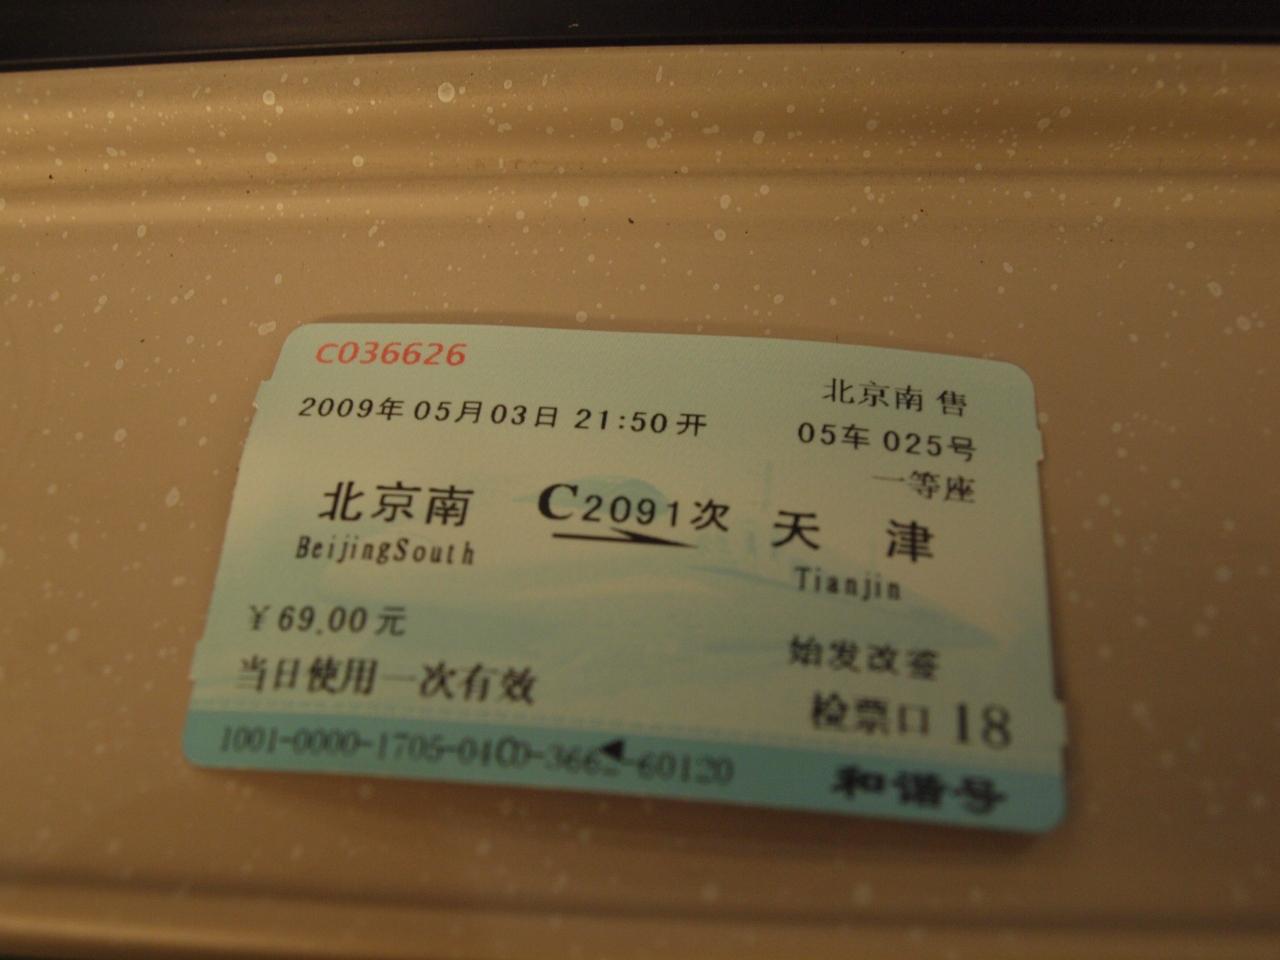 C036626
北京南 售
2009年05月03日 21:50开
05车 025号
一等座
北京南 C2091次 天 津
BeijingSouth Tianjin
¥69.00元
始发改签
当日使用一次有效
检票口 18
和谐号